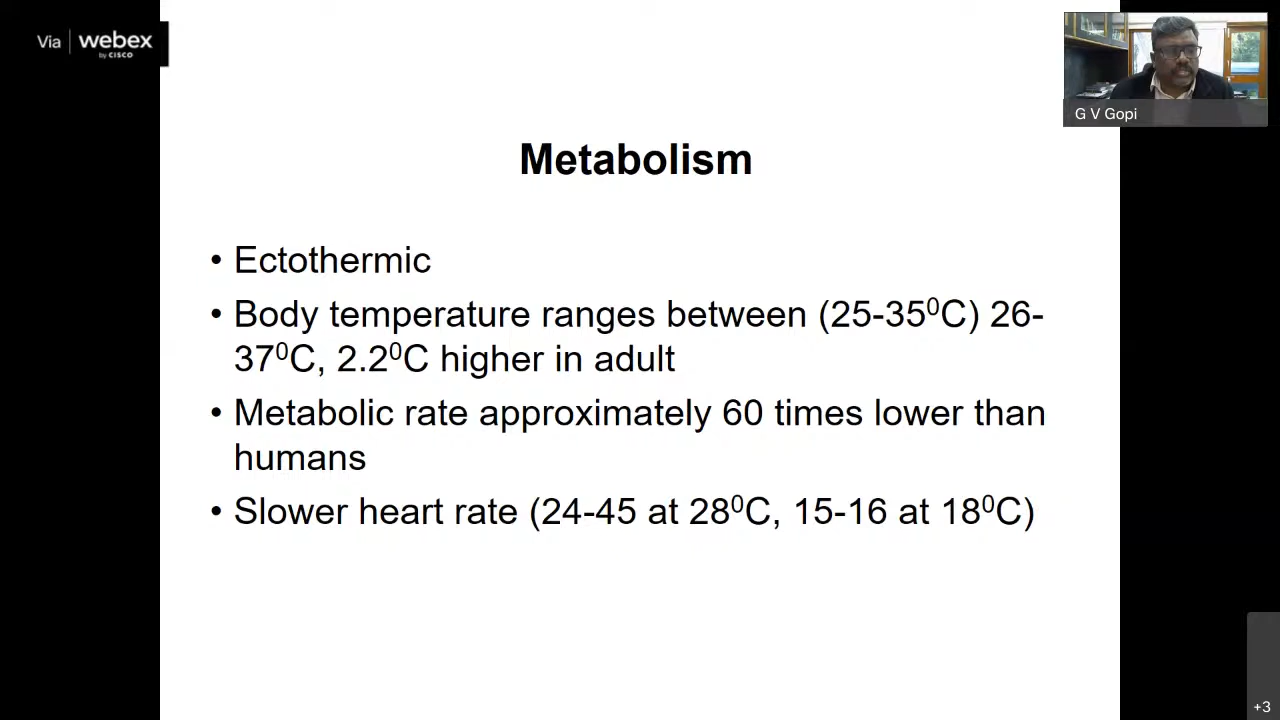 Via webex
by CISCO
G V Gopi
Metabolism
• Ectothermic
• Body temperature ranges between (25-35⁰C) 26-
37⁰C, 2.2⁰C higher in adult
• Metabolic rate approximately 60 times lower than
humans
• Slower heart rate (24-45 at 28⁰C, 15-16 at 18⁰C)
+3